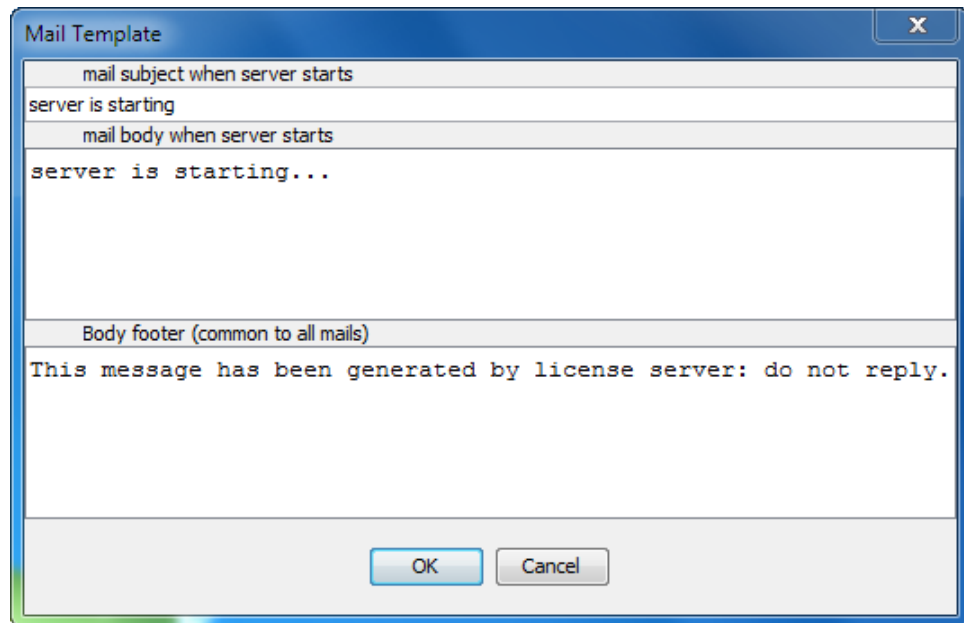 Mail Template
X
mail subject when server starts
server is starting
mail body when server starts
server is starting...
Body footer (common to all mails)
This message has been generated by license server: do not reply.
OK Cancel